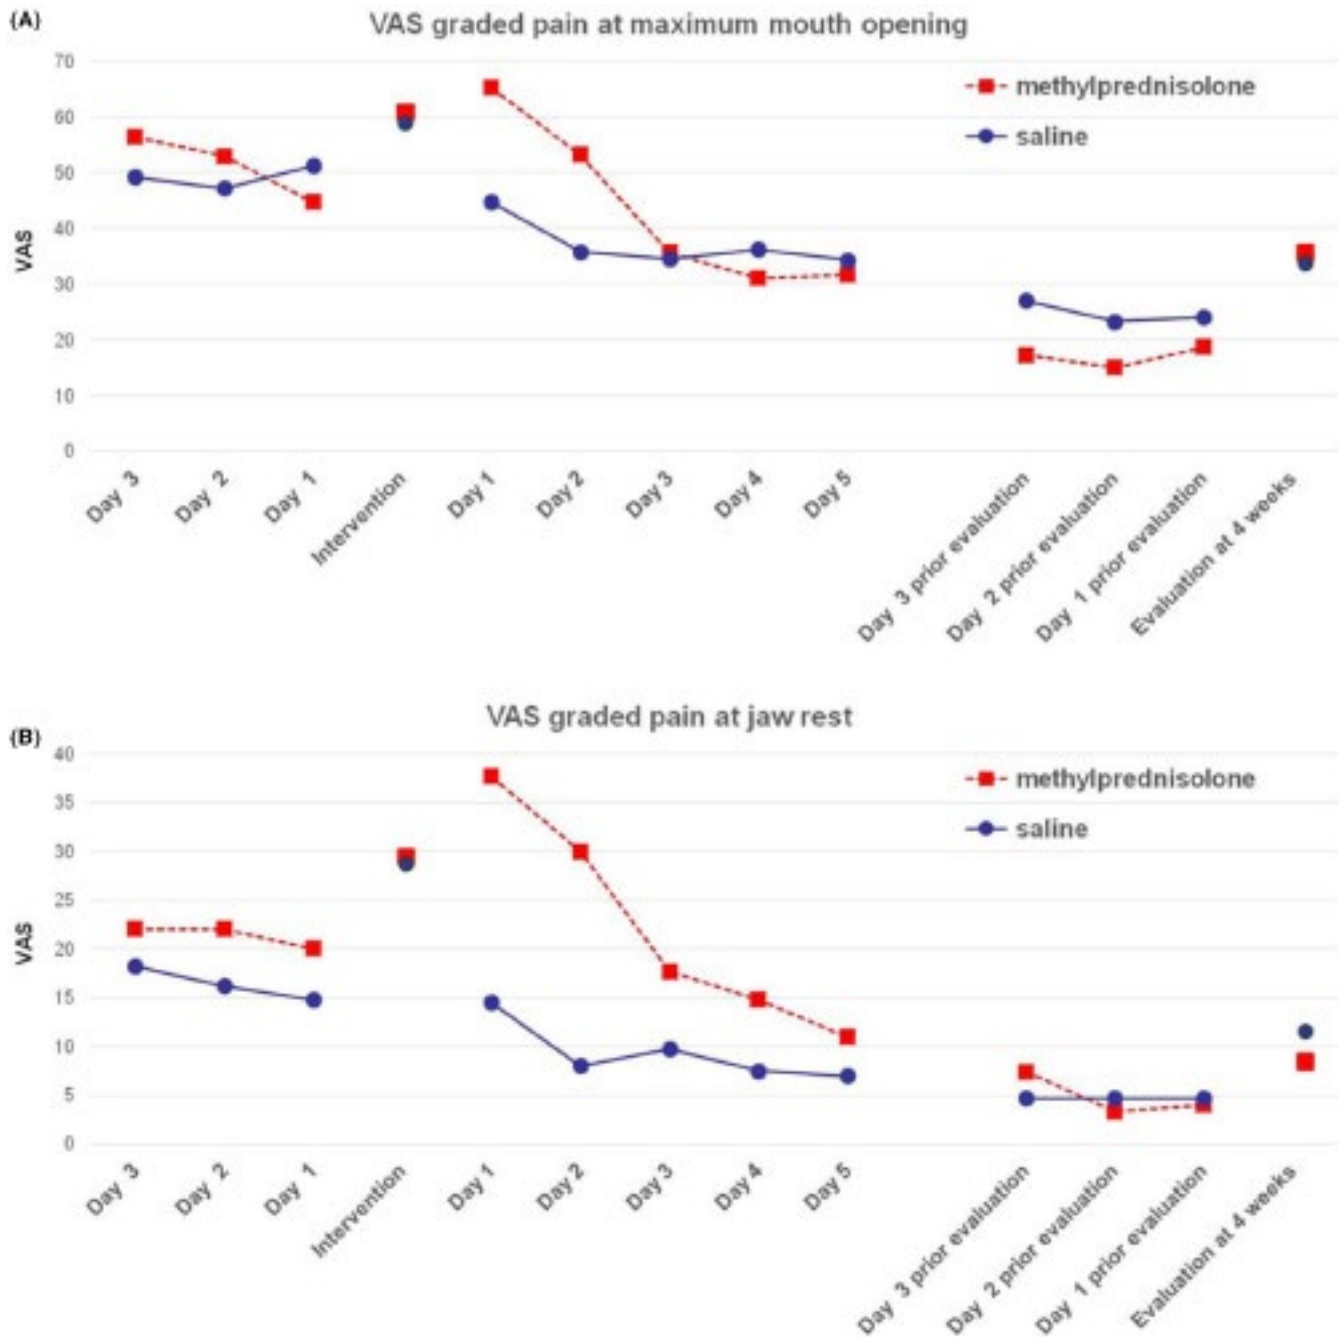 (A)
VAS graded pain at maximum mouth opening
70
60
50
40
30
20
10
0
VAS
methylprednisolone
saline
Day 3
Day 2
Day 1
Intervention
Day 1
Day 2
Day 3
Day 4
Day 5
Day 3 prior evaluation
Day 2 prior evaluation
Day 1 prior evaluation
Evaluation at 4 weeks
(B)
VAS graded pain at jaw rest
40
35
30
25
20
15
10
5
0
VAS
methylprednisolone
saline
Day 3
Day 2
Day 1
Intervention
Day 1
Day 2
Day 3
Day 4
Day 5
Day 3 prior evaluation
Day 2 prior evaluation
Day 1 prior evaluation
Evaluation at 4 weeks